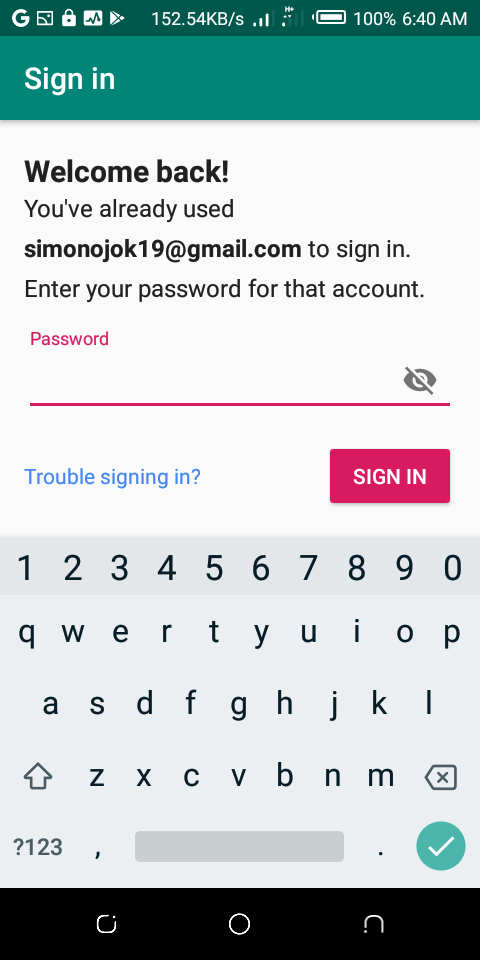 152.54KB/s H+ 100% 6:40 AM
Sign in
Welcome back!
You've already used
simonojok19@gmail.com to sign in.
Enter your password for that account.
Password
Trouble signing in? SIGN IN
1 2 3 4 5 6 7 8 9 0
q w e r t y u i o p
a s d f g h j k l
z x c v b n m
?123 , .